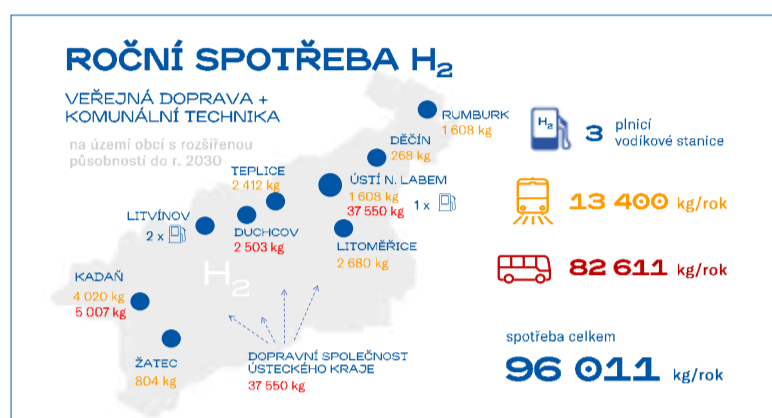 ROČNÍ SPOTŘEBA H₂
VEŘEJNÁ DOPRAVA +
KOMUNÁLNÍ TECHNIKA
na území obcí s rozšířenou
působností do r. 2030
RUMBURK
1 608 kg
DĚČÍN
268 kg
TEPLICE
2 412 kg
ÚSTÍ N. LABEM
1 608 kg
37 550 kg
1 x
LITVÍNOV
2 x
DUCHCOV
2 503 kg
LITOMĚŘICE
2 680 kg
H₂
KADAŇ
4 020 kg
5 007 kg
ŽATEC
804 kg
DOPRAVNÍ SPOLEČNOST
ÚSTECKÉHO KRAJE
37 550 kg
H₂
3 plnicí
vodíkové stanice
13 400 kg/rok
82 611 kg/rok
spotřeba celkem
96 011 kg/rok